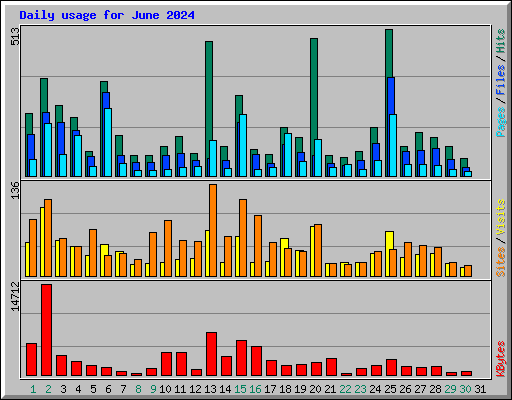 Daily usage for June 2024
513
Pages / Files / Hits
136
Sites / Visits
14712
KBytes
1 2 3 4 5 6 7 8 9 10 11 12 13 14 15 16 17 18 19 20 21 22 23 24 25 26 27 28 29 30 31